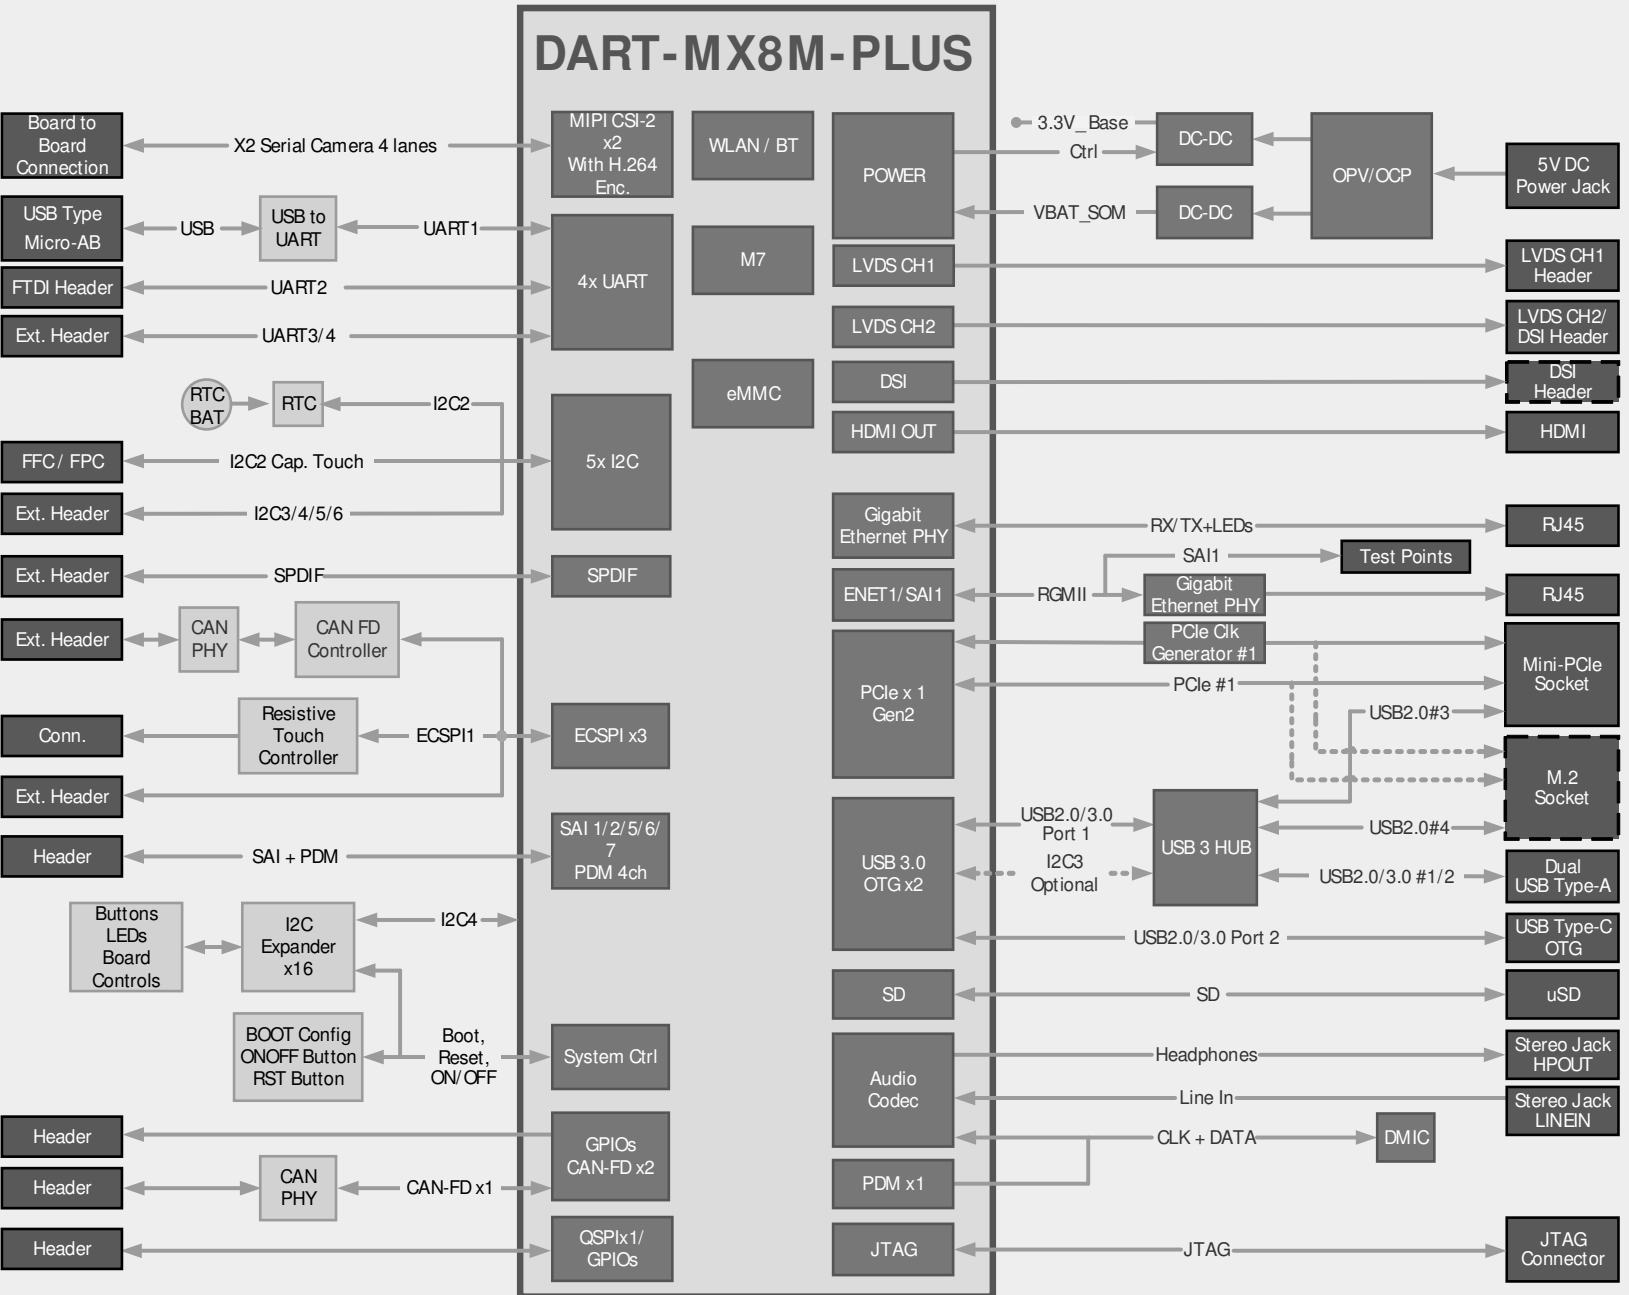 DART-MX8M-PLUS
Board to
Board
Connection
X2 Serial Camera 4 lanes
MIPI CSI-2
x2
With H.264
Enc.
USB Type
Micro-AB
USB
USB to
UART
UART1
4x UART
FTDI Header
UART2
Ext. Header
UART3/4
RTC
BAT
RTC
I2C2
FFC/ FPC
I2C2 Cap. Touch
5x I2C
Ext. Header
I2C3/4/5/6
Ext. Header
SPDIF
SPDIF
Ext. Header
CAN
PHY
CAN FD
Controller
Conn.
Resistive
Touch
Controller
ECSPI1
ECSPI x3
Ext. Header
Header
SAI + PDM
SAI 1/2/5/6/
7
PDM 4ch
Buttons
LEDs
Board
Controls
I2C
Expander
x16
I2C4
BOOT Config
ONOFF Button
RST Button
Boot,
Reset,
ON/OFF
System Ctrl
Header
GPIOs
CAN-FD x2
Header
CAN
PHY
CAN-FD x1
Header
QSPIx1/
GPIOs
WLAN / BT
M7
eMMC
POWER
3.3V_Base
Ctrl
DC-DC
VBAT_SOM
DC-DC
OPV/OCP
5V DC
Power Jack
LVDS CH1
LVDS CH1
Header
LVDS CH2
LVDS CH2/
DSI Header
DSI
DSI
Header
HDMI OUT
HDMI
Gigabit
Ethernet PHY
RX/TX+LEDs
RJ45
SAI1
Test Points
ENET1/SAI1
RGMII
Gigabit
Ethernet PHY
RJ45
PCIe x 1
Gen2
PCIe Clk
Generator #1
PCIe #1
Mini-PCIe
Socket
USB2.0#3
M.2
Socket
USB 3.0
OTG x2
USB2.0/3.0
Port 1
I2C3
Optional
USB 3 HUB
USB2.0#4
USB2.0/3.0 #1/2
Dual
USB Type-A
USB2.0/3.0 Port 2
USB Type-C
OTG
SD
SD
uSD
Audio
Codec
Headphones
Stereo Jack
HPOUT
Line In
Stereo Jack
LINEIN
CLK + DATA
DMIC
PDM x1
JTAG
JTAG
JTAG
Connector